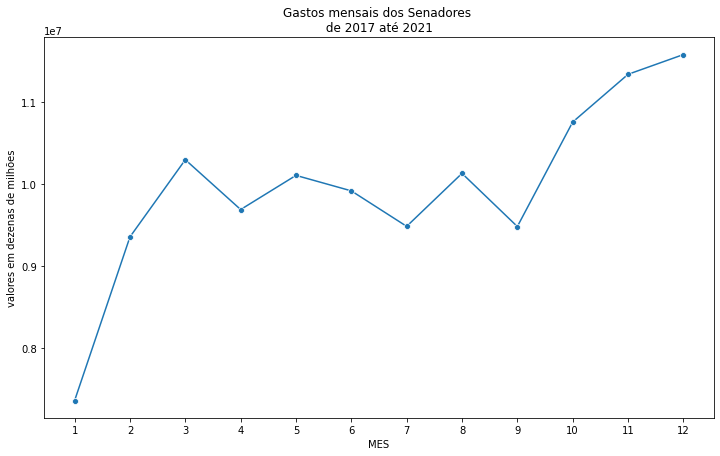 Gastos mensais dos Senadores
de 2017 até 2021
1e7
1.1
1.0
0.9
0.8
valores em dezenas de milhões
1 2 3 4 5 6 7 8 9 10 11 12
MES